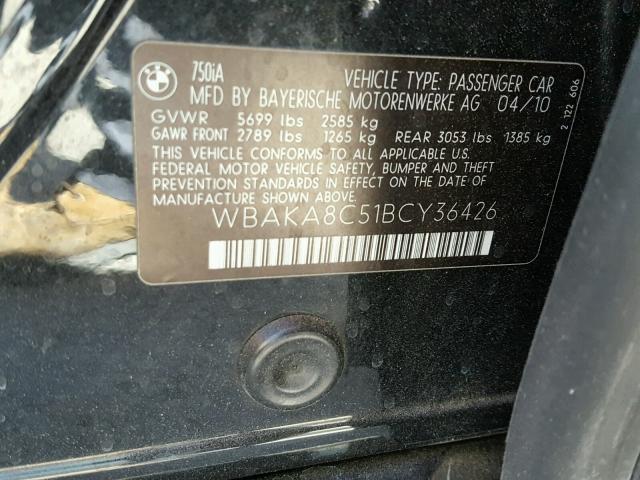 BMW
750iA
VEHICLE TYPE: PASSENGER CAR
MFD BY BAYERISCHE MOTORENWERKE AG 04/10
GVWR 5699 lbs 2585 kg
GAWR FRONT 2789 lbs 1265 kg REAR 3053 lbs 1385 kg
THIS VEHICLE CONFORMS TO ALL APPLICABLE U.S.
FEDERAL MOTOR VEHICLE SAFETY, BUMPER AND THEFT
PREVENTION STANDARDS IN EFFECT ON THE DATE OF
MANUFACTURE SHOWN ABOVE.
WBAKA8C51BCY36426
2 122 606